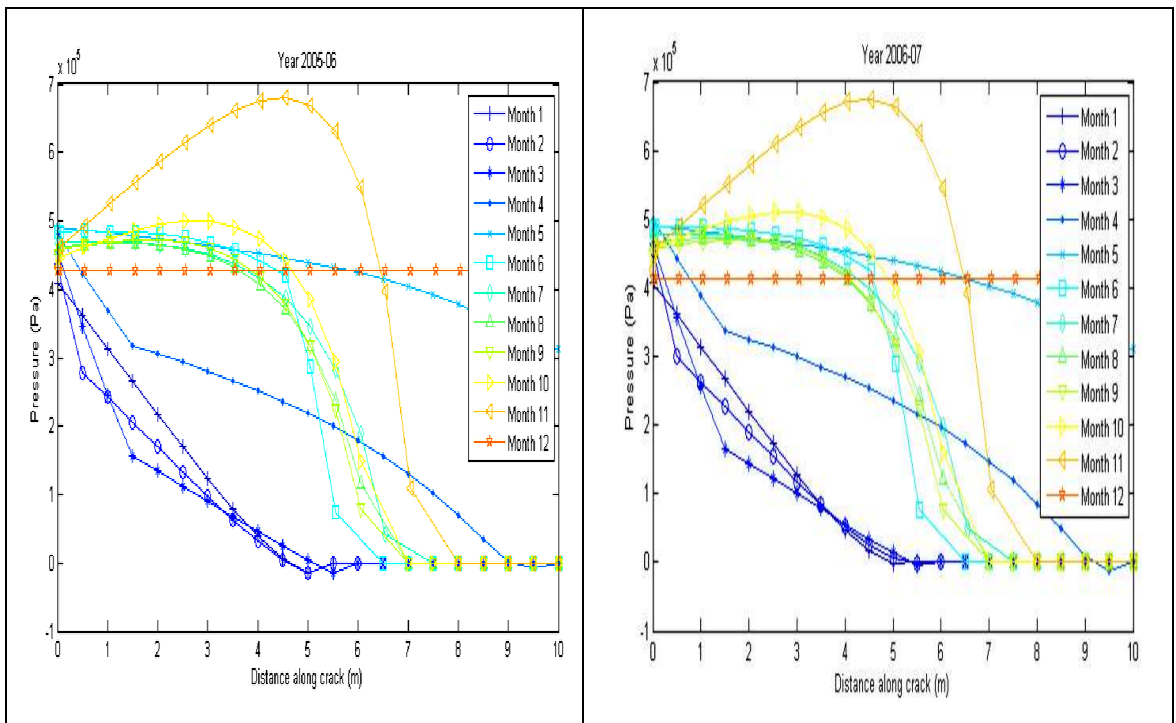 Year 2005-06
x 10^5
7
6
5
4
3
2
1
0
-1
Pressure (Pa)
0 1 2 3 4 5 6 7 8 9 10
Distance along crack (m)
Month 1
Month 2
Month 3
Month 4
Month 5
Month 6
Month 7
Month 8
Month 9
Month 10
Month 11
Month 12
Year 2006-07
x 10^5
7
6
5
4
3
2
1
0
-1
Pressure (Pa)
0 1 2 3 4 5 6 7 8 9 10
Distance along crack (m)
Month 1
Month 2
Month 3
Month 4
Month 5
Month 6
Month 7
Month 8
Month 9
Month 10
Month 11
Month 12